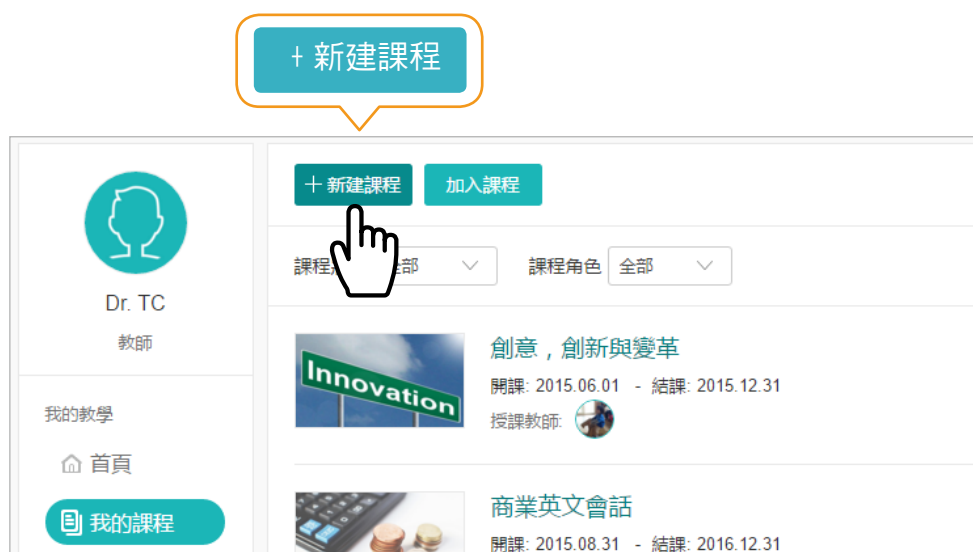 + 新建課程
+ 新建課程
加入課程
課程
全部
課程角色 全部
Dr. TC
教師
我的教學
首頁
我的課程
Innovation
創意，創新與變革
開課: 2015.06.01 - 結課: 2015.12.31
授課教師:
商業英文會話
開課: 2015.08.31 - 結課: 2016.12.31